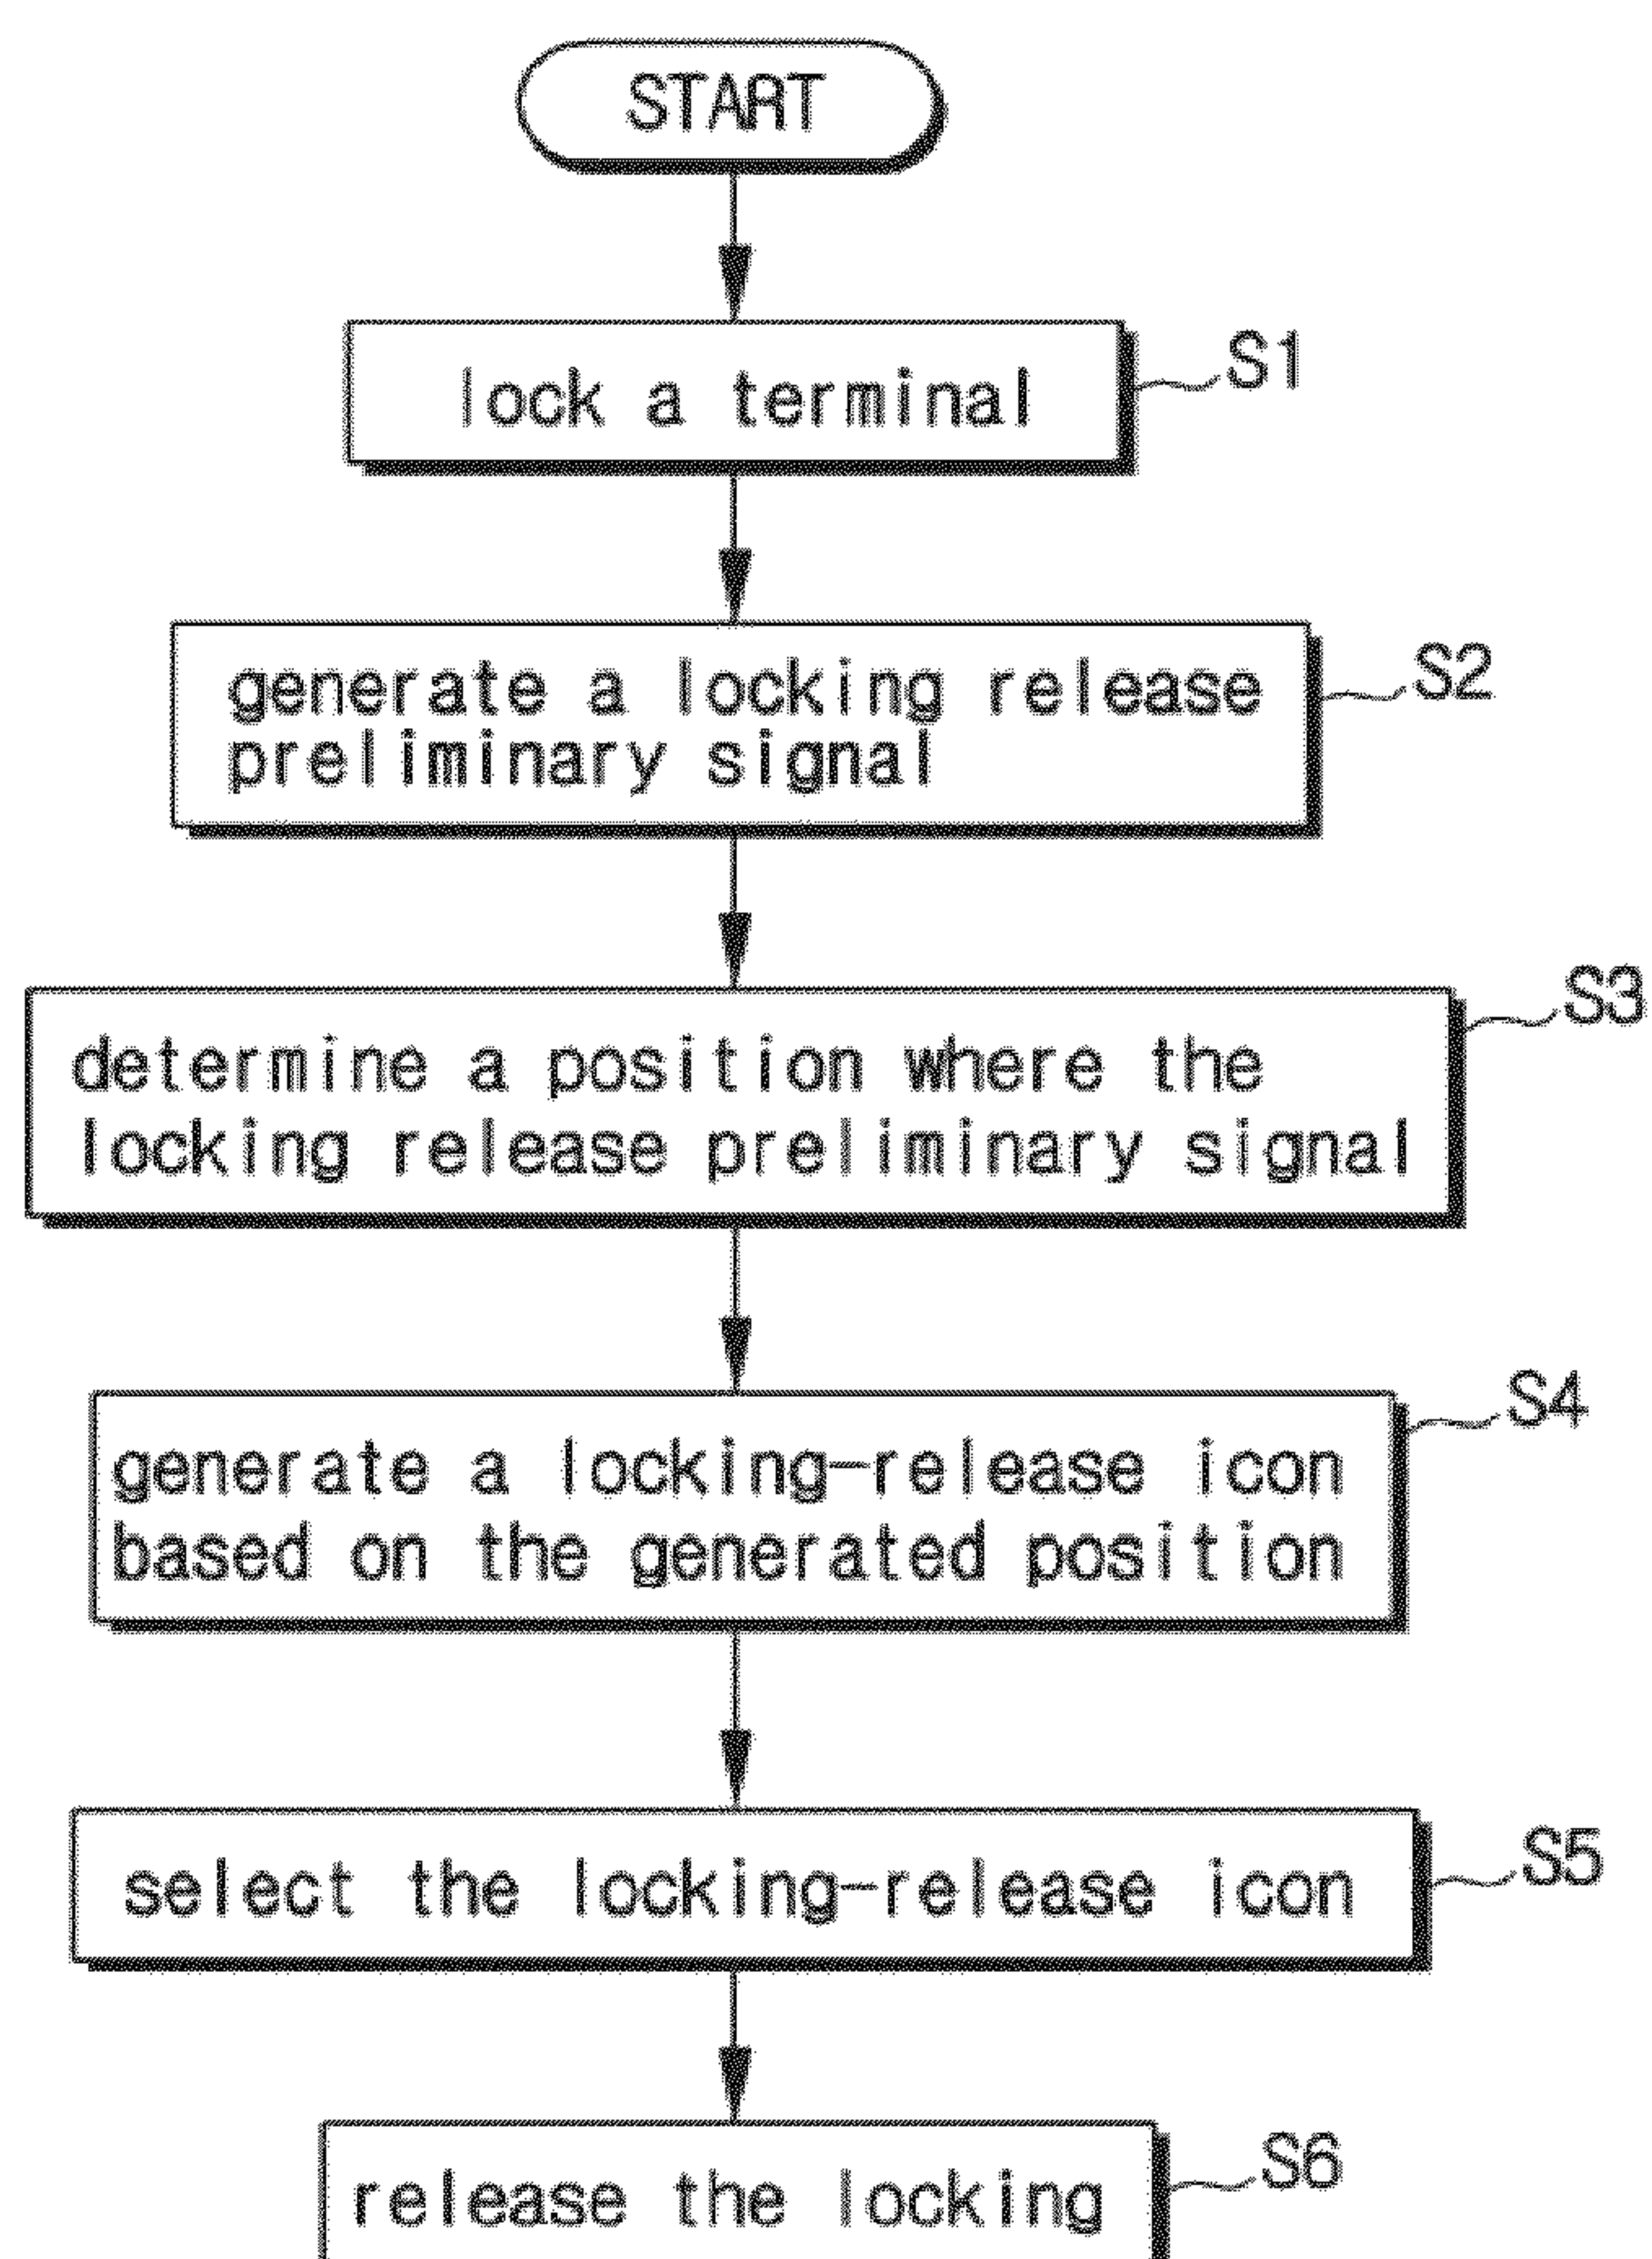 START
lock a terminal
S1
generate a locking release
preliminary signal
S2
determine a position where the
locking release preliminary signal
S3
generate a locking-release icon
based on the generated position
S4
select the locking-release icon
S5
release the locking
S6